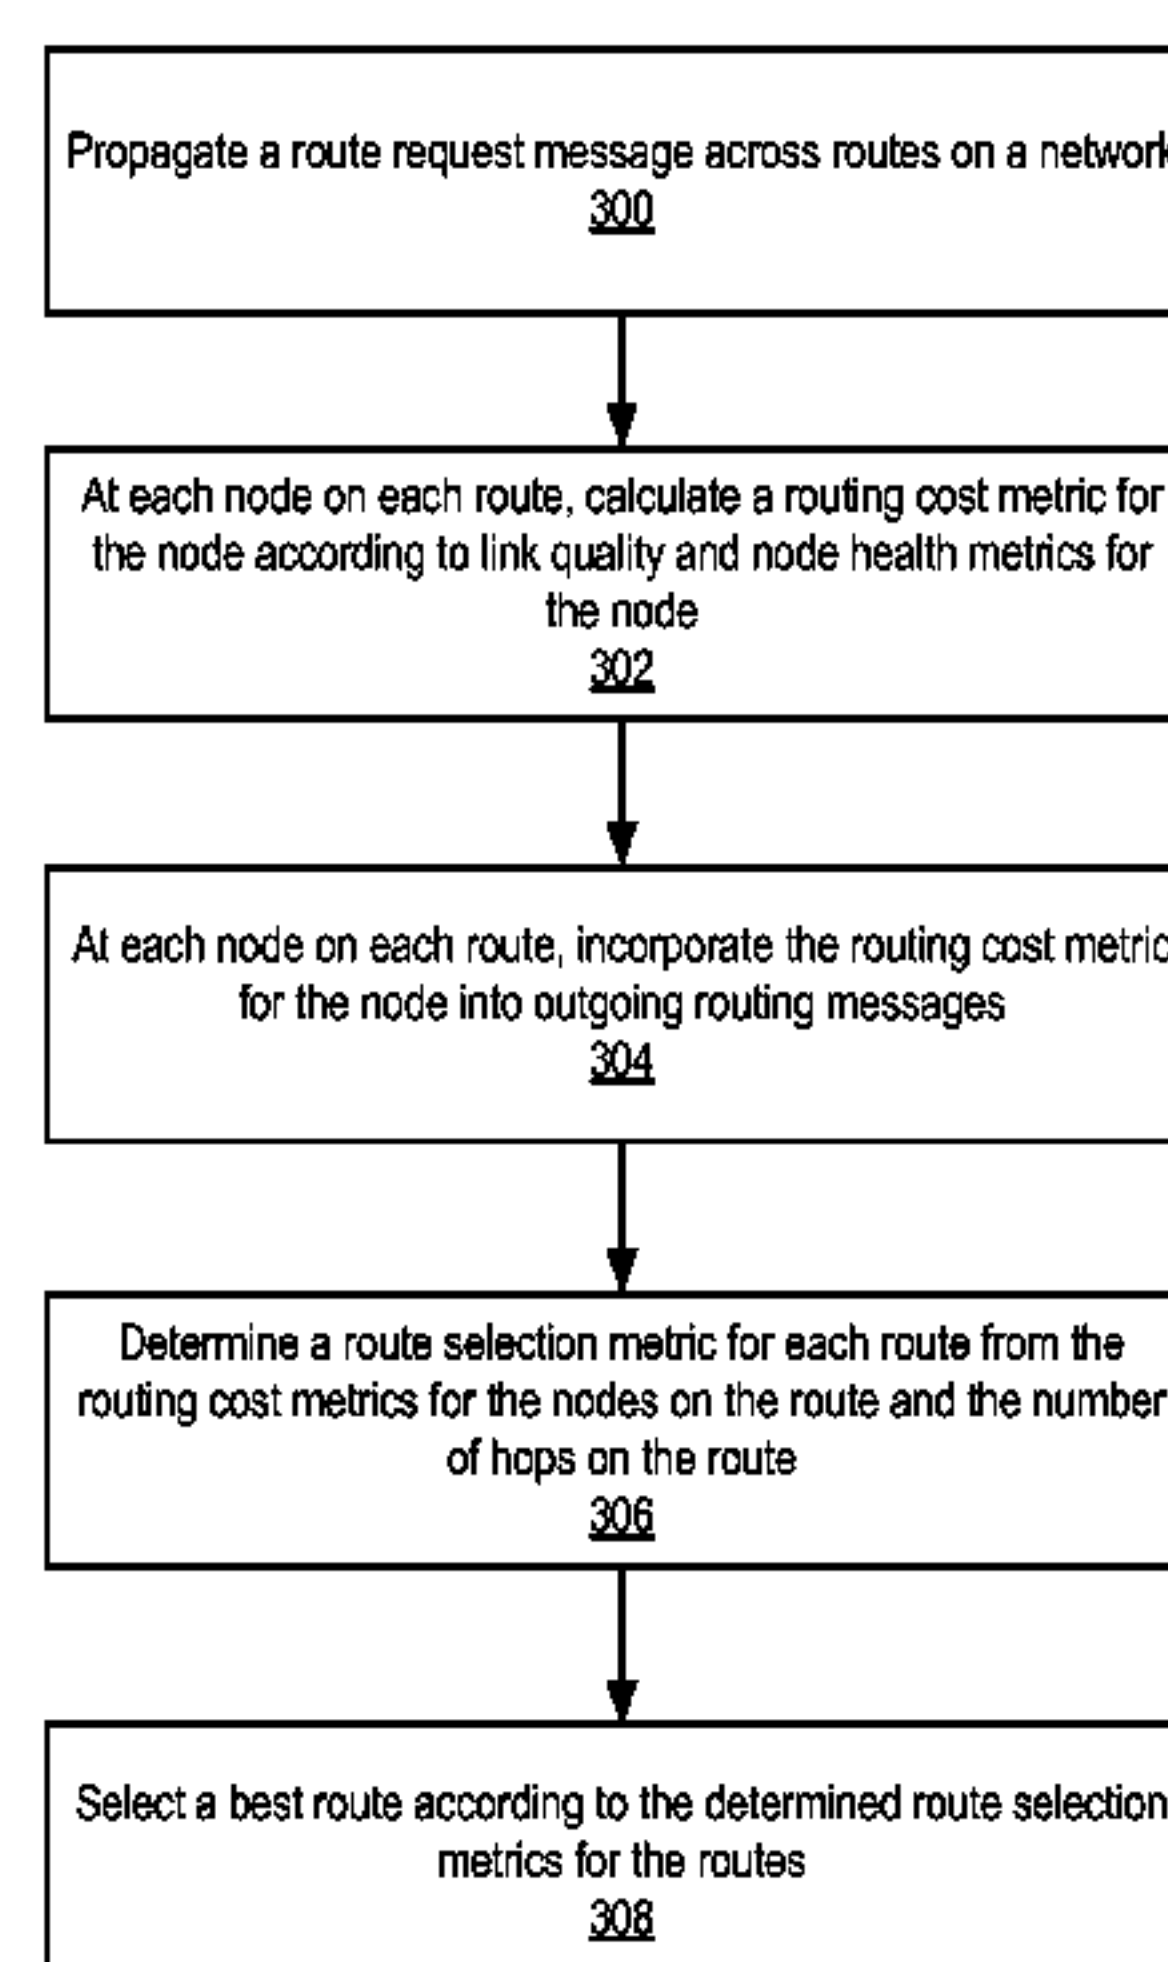 Propagate a route request message across routes on a network
300
At each node on each route, calculate a routing cost metric for
the node according to link quality and node health metrics for
the node
302
At each node on each route, incorporate the routing cost metric
for the node into outgoing routing messages
304
Determine a route selection metric for each route from the
routing cost metrics for the nodes on the route and the number
of hops on the route
306
Select a best route according to the determined route selection
metrics for the routes
308